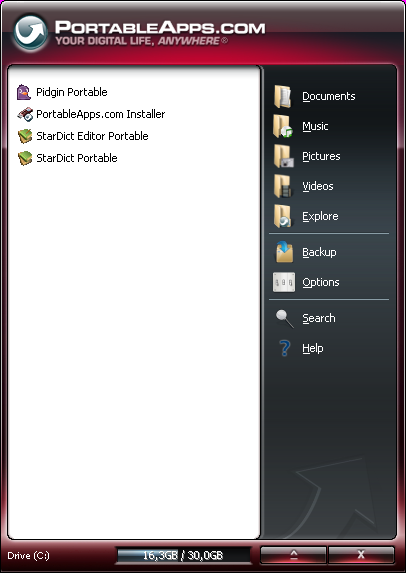 PORTABLEAPPS.COM
YOUR DIGITAL LIFE, ANYWHERE®
Pidgin Portable
PortableApps.com Installer
StarDict Editor Portable
StarDict Portable
Documents
Music
Pictures
Videos
Explore
Backup
Options
Search
Help
Drive (C:)
16,3GB / 30,0GB
X